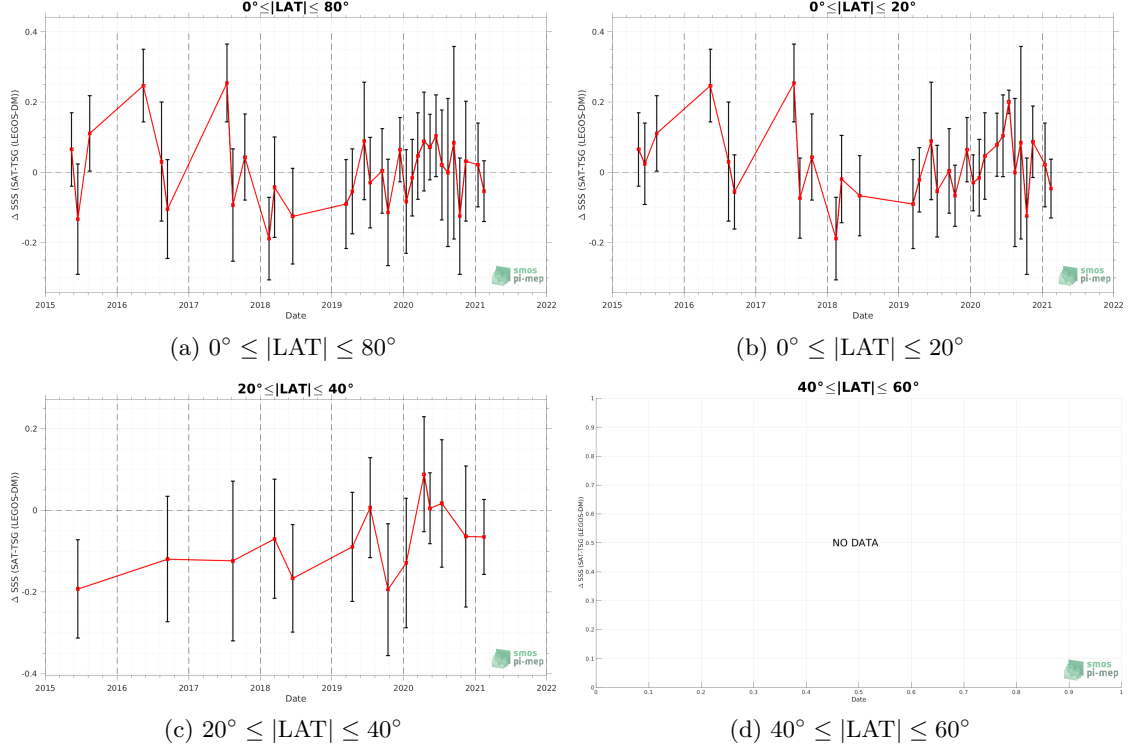 0°≤|LAT|≤ 80°
0.4
0.2
0
-0.2
Δ SSS (SAT-TSG (LEGOS-DM))
2015 2016 2017 2018 2019 2020 2021 2022
Date
smos
pi-mep
(a) 0° ≤ |LAT| ≤ 80°
0°≤|LAT|≤ 20°
0.4
0.2
0
-0.2
Δ SSS (SAT-TSG (LEGOS-DM))
2015 2016 2017 2018 2019 2020 2021 2022
Date
smos
pi-mep
(b) 0° ≤ |LAT| ≤ 20°
20°≤|LAT|≤ 40°
0.2
0
-0.2
-0.4
Δ SSS (SAT-TSG (LEGOS-DM))
2015 2016 2017 2018 2019 2020 2021 2022
Date
smos
pi-mep
(c) 20° ≤ |LAT| ≤ 40°
40°≤|LAT|≤ 60°
1
0.9
0.8
0.7
0.6
0.5
0.4
0.3
0.2
0.1
0
Δ SSS (SAT-TSG (LEGOS-DM))
NO DATA
0 0.1 0.2 0.3 0.4 0.5 0.6 0.7 0.8 0.9 1
Date
smos
pi-mep
(d) 40° ≤ |LAT| ≤ 60°